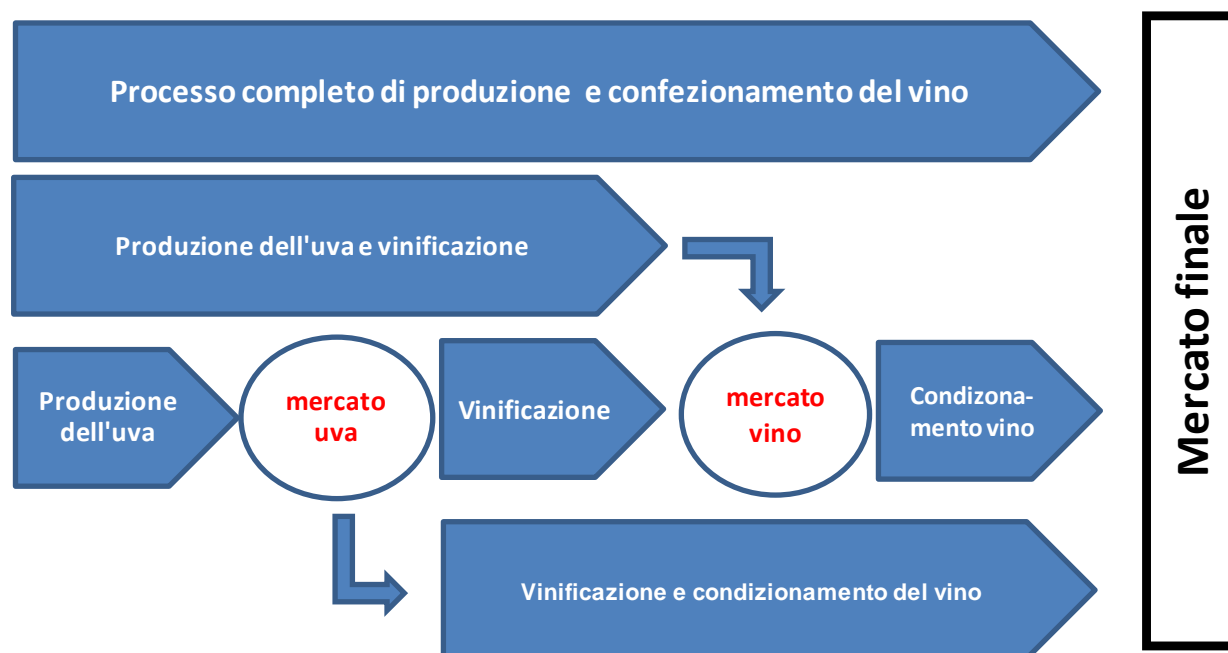 Processo completo di produzione e confezionamento del vino
Produzione dell'uva e vinificazione
Produzione
dell'uva
mercato
uva
Vinificazione
mercato
vino
Condizona-
mento vino
Vinificazione e condizionamento del vino
Mercato finale